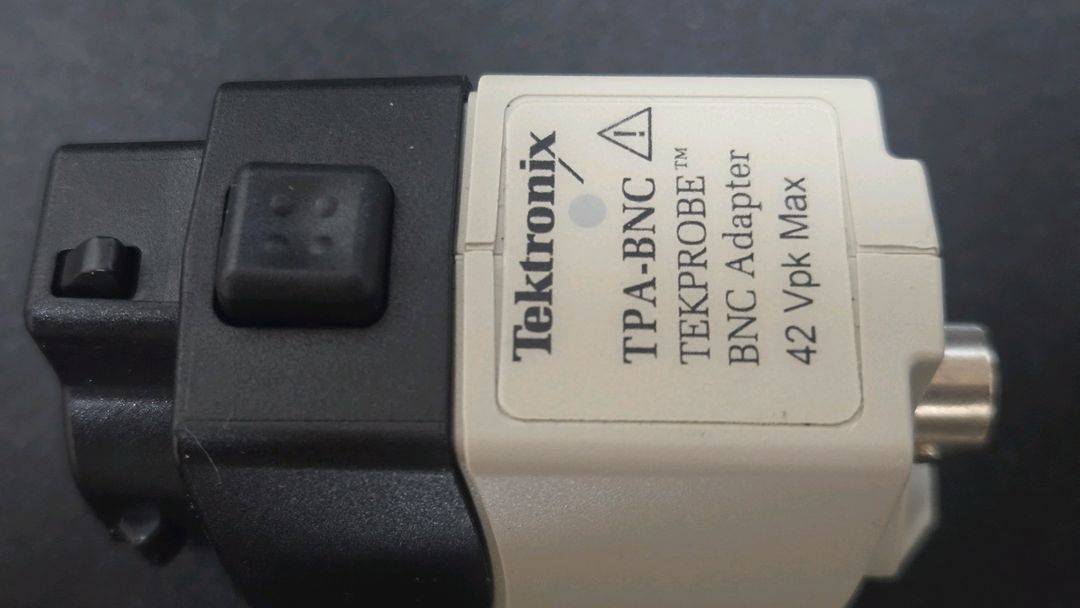 Tektronix
TPA-BNC
TEKPROBE™
BNC Adapter
42 Vpk Max